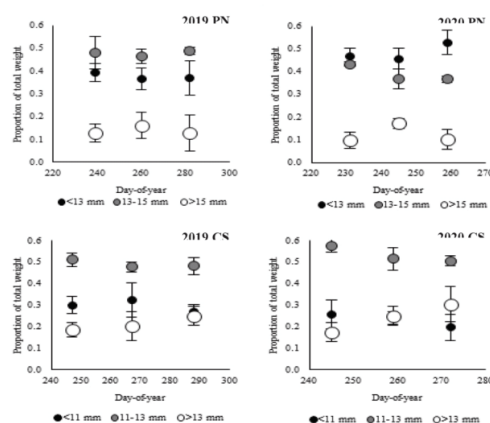 2019 PN
Proportion of total weight
0.6
0.5
0.4
0.3
0.2
0.1
0.0
220 240 260 280 300
Day-of-year
<13 mm 13-15 mm >15 mm
2020 PN
Proportion of total weight
0.6
0.5
0.4
0.3
0.2
0.1
0.0
220 230 240 250 260 270
Day-of-year
<13 mm 13-15 mm >15 mm
2019 CS
Proportion of total weight
0.6
0.5
0.4
0.3
0.2
0.1
0.0
240 260 280 300
Day-of-year
<11 mm 11-13 mm >13 mm
2020 CS
Proportion of total weight
0.6
0.5
0.4
0.3
0.2
0.1
0.0
240 250 260 270 280
Day-of-year
<11 mm 11-13 mm >13 mm